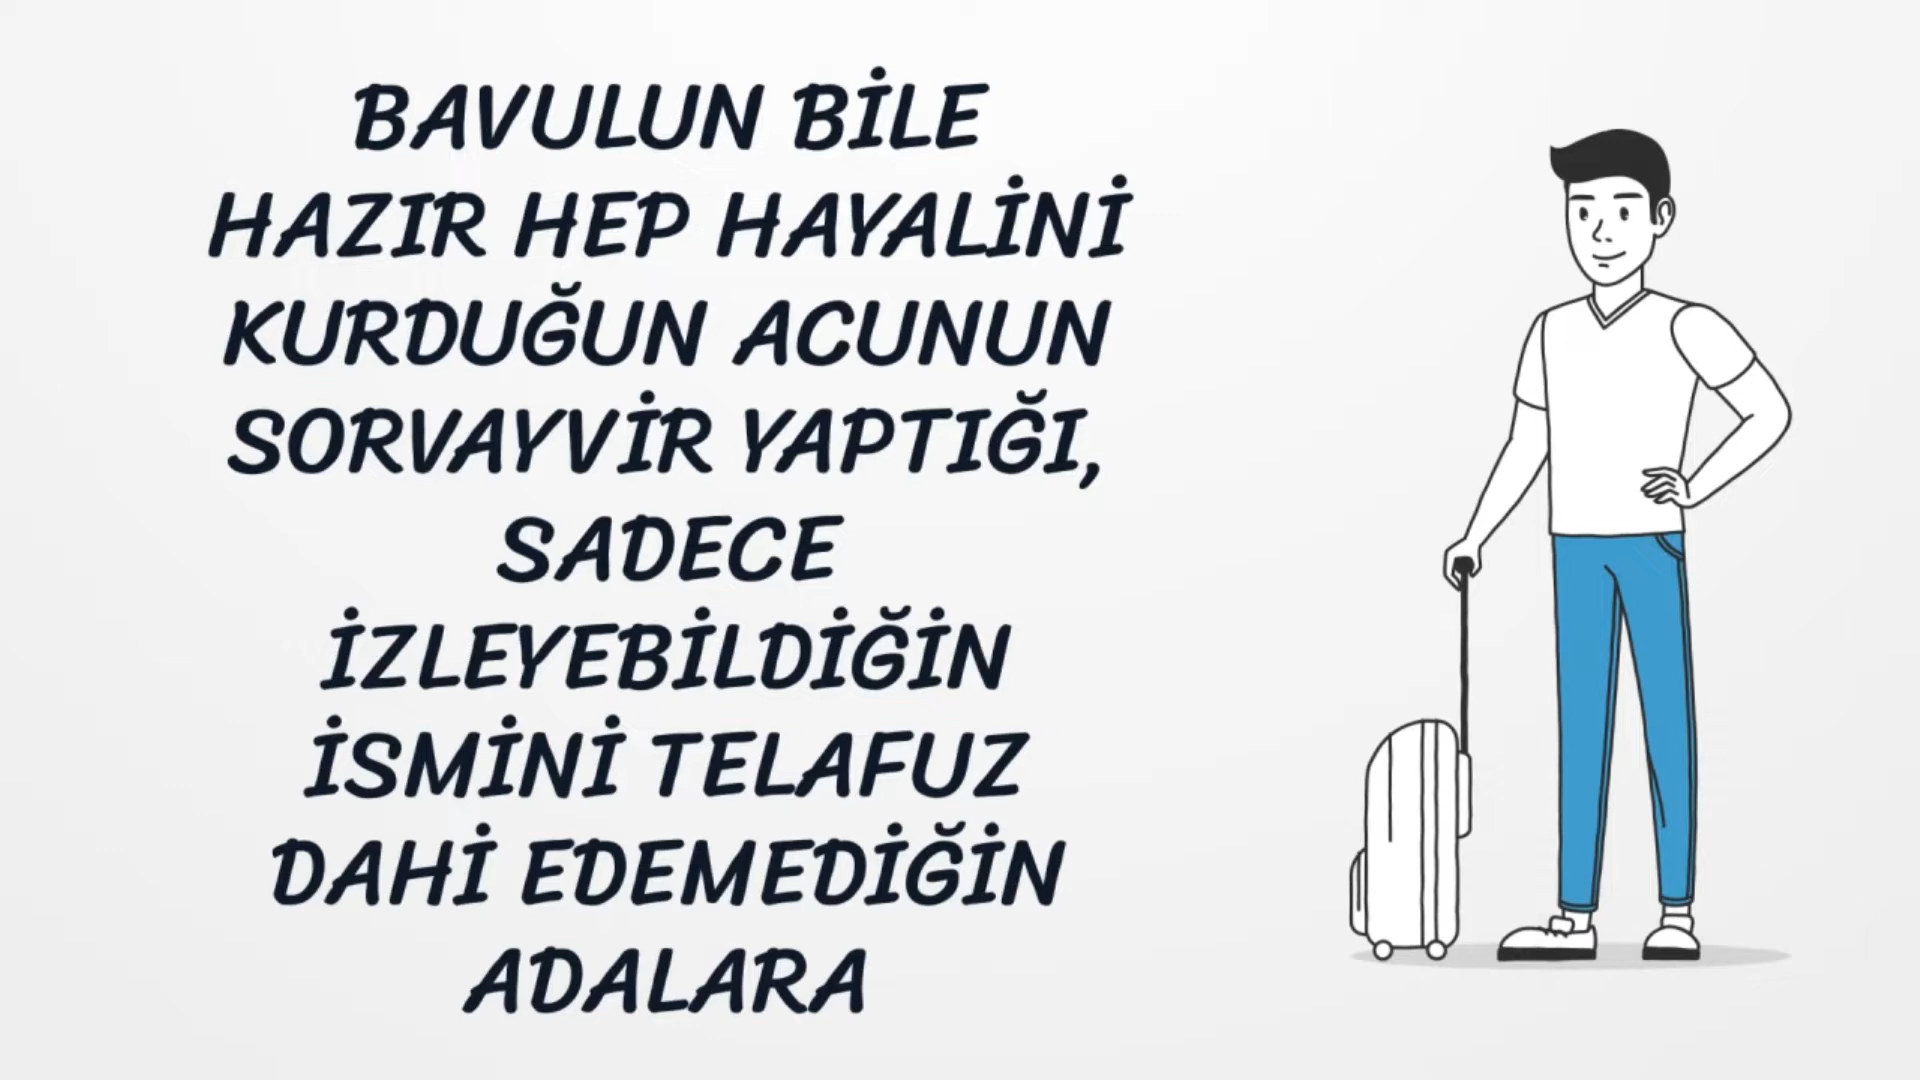 BAVULUN BİLE
HAZIR HEP HAYALİNİ
KURDUĞUN ACUNUN
SORVAYVİR YAPTIĞI,
SADECE
İZLEYEBİLDİĞİN
İSMİNİ TELAFUZ
DAHİ EDEMEDİĞİN
ADALARA